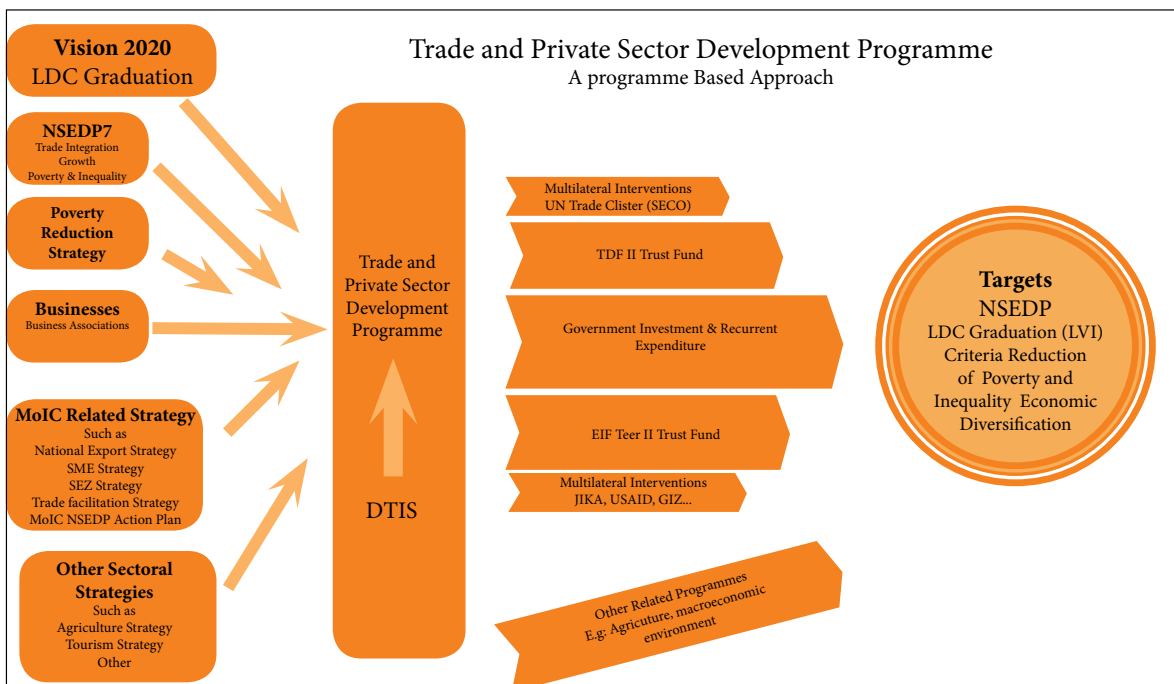 Trade and Private Sector Development Programme
A programme Based Approach
Vision 2020
LDC Graduation
NSEDP7
Trade Integration
Growth
Poverty & Inequality
Poverty
Reduction
Strategy
Businesses
Business Associations
MoIC Related Strategy
Such as
National Export Strategy
SME Strategy
SEZ Strategy
Trade facilitation Strategy
MoIC NSEDP Action Plan
Other Sectoral
Strategies
Such as
Agriculture Strategy
Tourism Strategy
Other
Trade and
Private Sector
Development
Programme
DTIS
Multilateral Interventions
UN Trade Clister (SECO)
TDF II Trust Fund
Government Investment & Recurrent
Expenditure
EIF Teer II Trust Fund
Multilateral Interventions
JIKA, USAID, GIZ...
Other Related Programmes
E.g: Agricuture, macroeconomic
environment
Targets
NSEDP
LDC Graduation (LVI)
Criteria Reduction
of Poverty and
Inequality Economic
Diversification